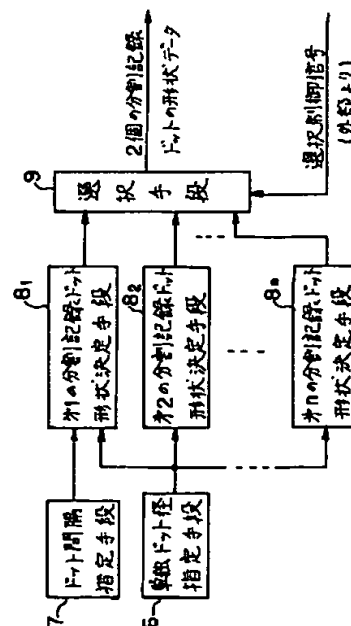 2個の分割記録
ドットの形状データ
9
選択手段
選択制御信号
(外部より)
8₁
第1の分割記録ドット
形状決定手段
8₂
第2の分割記録ドット
形状決定手段
8n
第nの分割記録ドット
形状決定手段
7
ドット間隔
指定手段
6
単独ドット径
指定手段